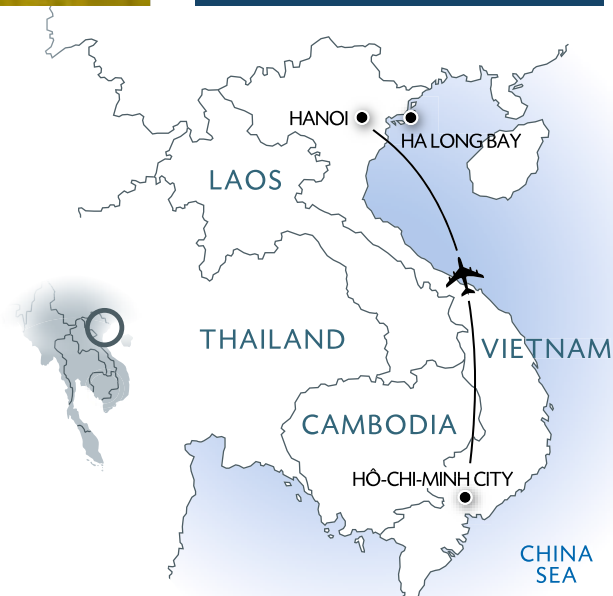 HANOI
HA LONG BAY
LAOS
THAILAND
VIETNAM
CAMBODIA
HÔ-CHI-MINH CITY
CHINA
SEA